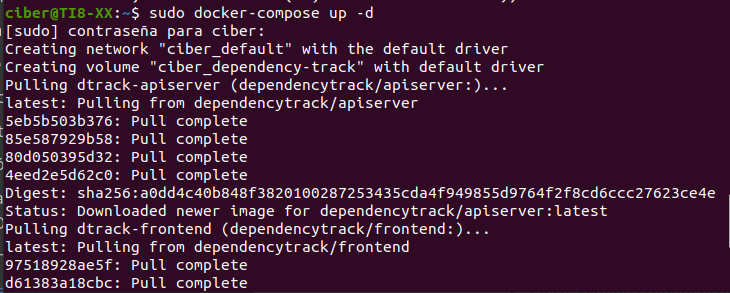 ciber@TI8-XX:~$ sudo docker-compose up -d
[sudo] contraseña para ciber:
Creating network "ciber_default" with the default driver
Creating volume "ciber_dependency-track" with default driver
Pulling dtrack-apiserver (dependencytrack/apiserver:)...
latest: Pulling from dependencytrack/apiserver
5eb5b503b376: Pull complete
85e587929b58: Pull complete
80d050395d32: Pull complete
4eed2e5d62c0: Pull complete
Digest: sha256:a0dd4c40b848f3820100287253435cda4f949855d9764f2f8cd6ccc27623ce4e
Status: Downloaded newer image for dependencytrack/apiserver:latest
Pulling dtrack-frontend (dependencytrack/frontend:)...
latest: Pulling from dependencytrack/frontend
97518928ae5f: Pull complete
d61383a18cbc: Pull complete